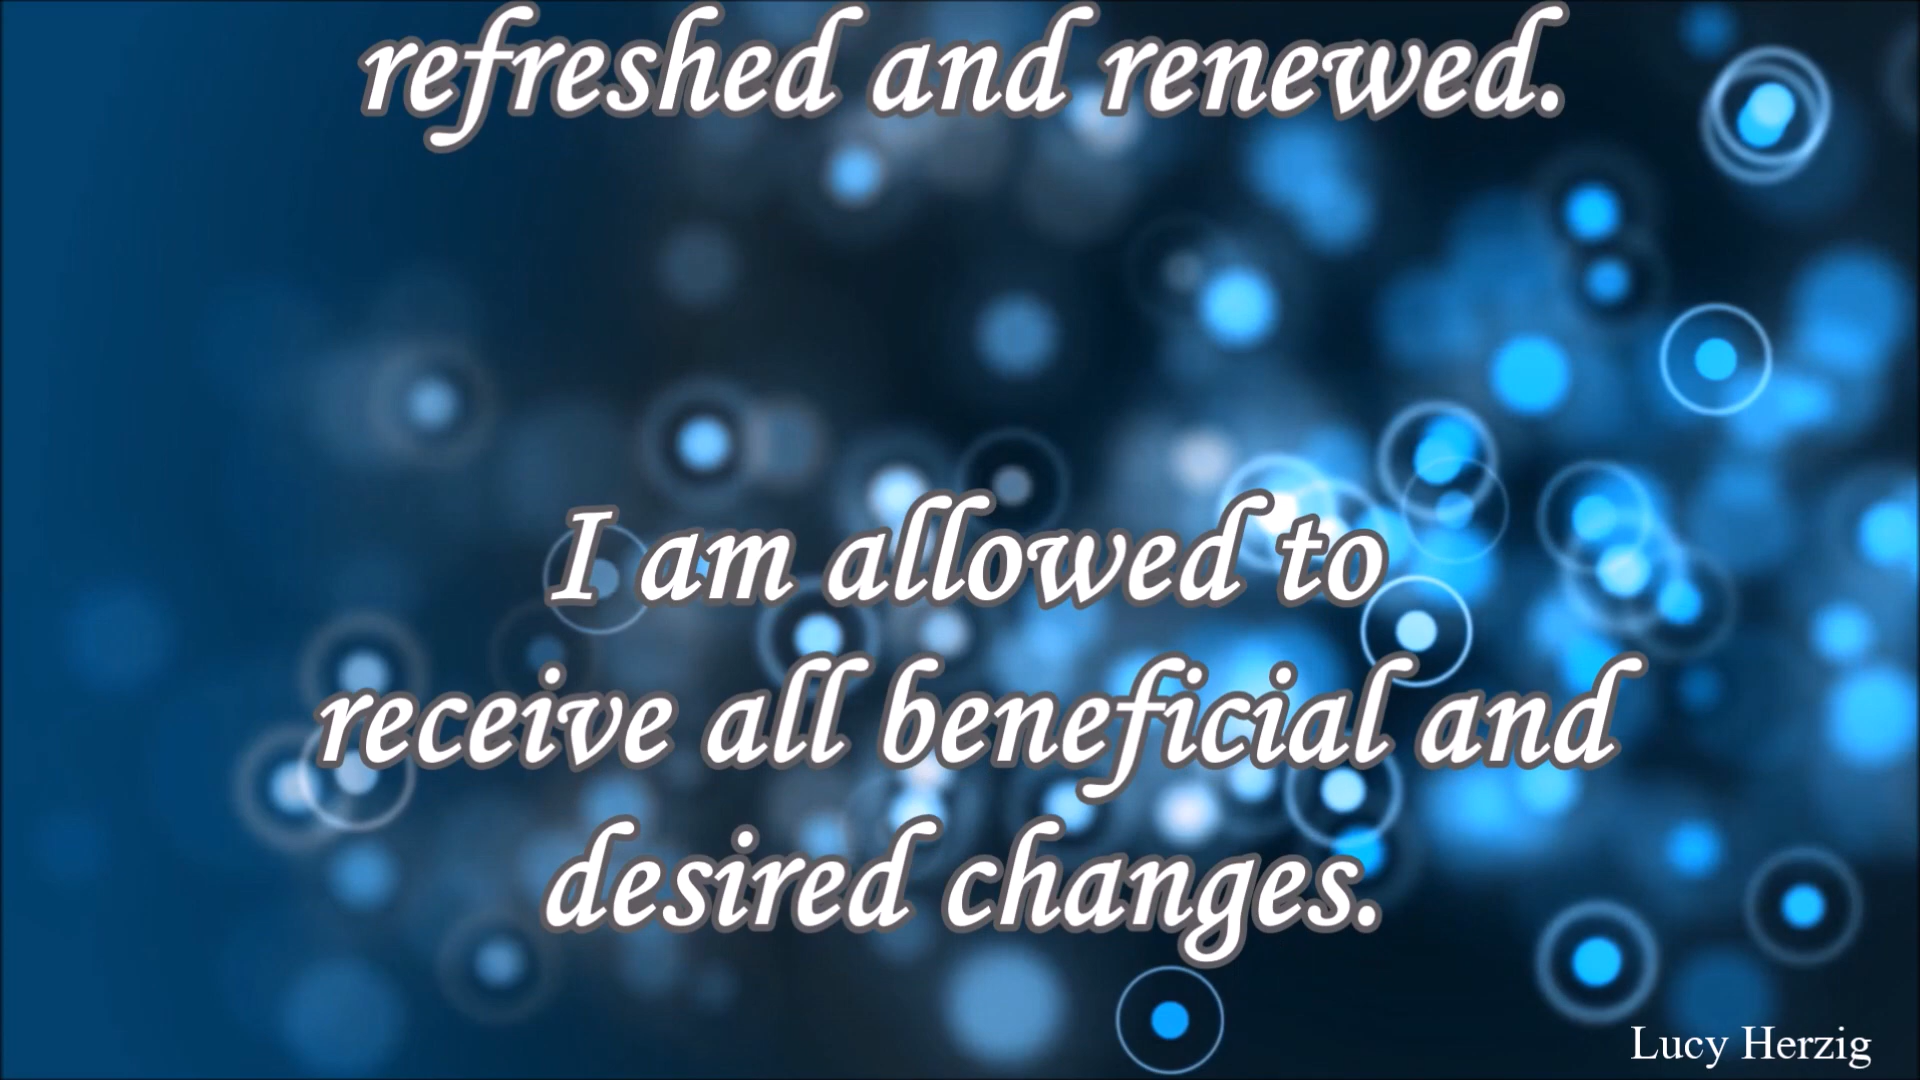 refreshed and renewed.
I am allowed to
receive all beneficial and
desired changes.
Lucy Herzig